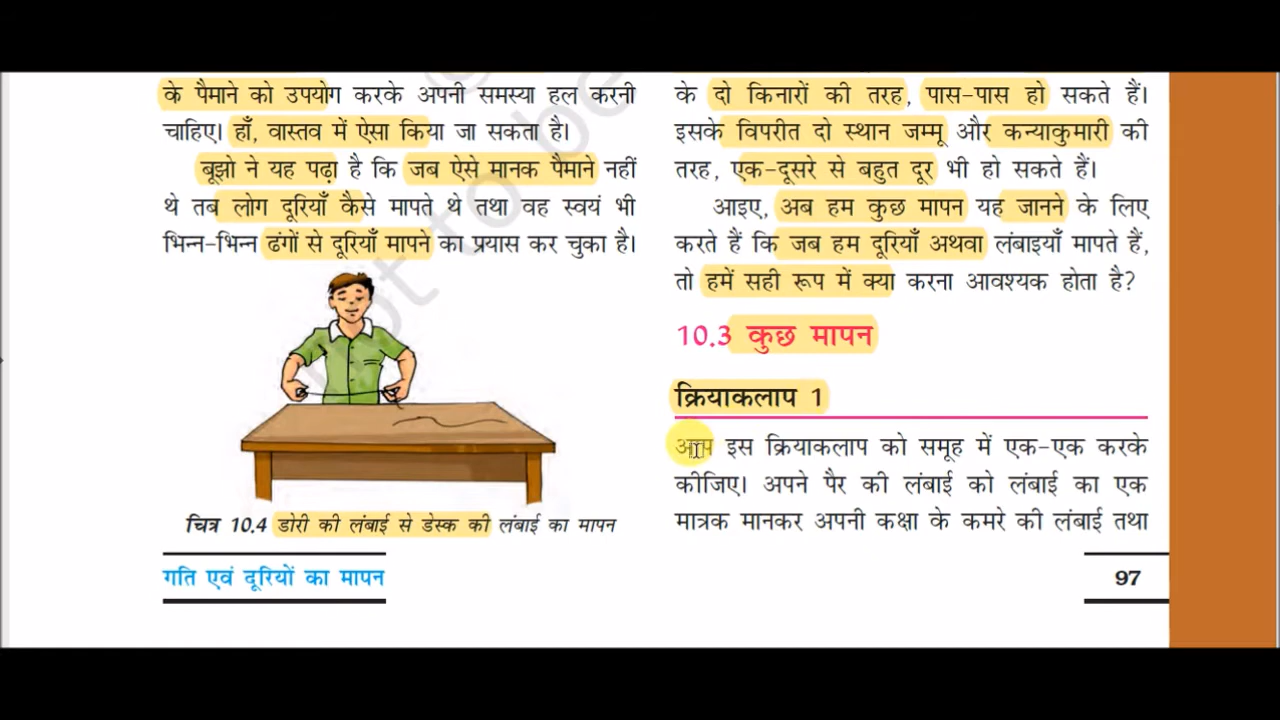 के पैमाने को उपयोग करके अपनी समस्या हल करनी
चाहिए। हाँ, वास्तव में ऐसा किया जा सकता है।
बूझो ने यह पढ़ा है कि जब ऐसे मानक पैमाने नहीं
थे तब लोग दूरियाँ कैसे मापते थे तथा वह स्वयं भी
भिन्न-भिन्न ढंगों से दूरियाँ मापने का प्रयास कर चुका है।
चित्र 10.4 डोरी की लंबाई से डेस्क की लंबाई का मापन
के दो किनारों की तरह, पास-पास हो सकते हैं।
इसके विपरीत दो स्थान जम्मू और कन्याकुमारी की
तरह, एक-दूसरे से बहुत दूर भी हो सकते हैं।
आइए, अब हम कुछ मापन यह जानने के लिए
करते हैं कि जब हम दूरियाँ अथवा लंबाइयाँ मापते हैं,
तो हमें सही रूप में क्या करना आवश्यक होता है?
10.3 कुछ मापन
क्रियाकलाप 1
आप इस क्रियाकलाप को समूह में एक-एक करके
कीजिए। अपने पैर की लंबाई को लंबाई का एक
मात्रक मानकर अपनी कक्षा के कमरे की लंबाई तथा
गति एवं दूरियों का मापन
97
not to be